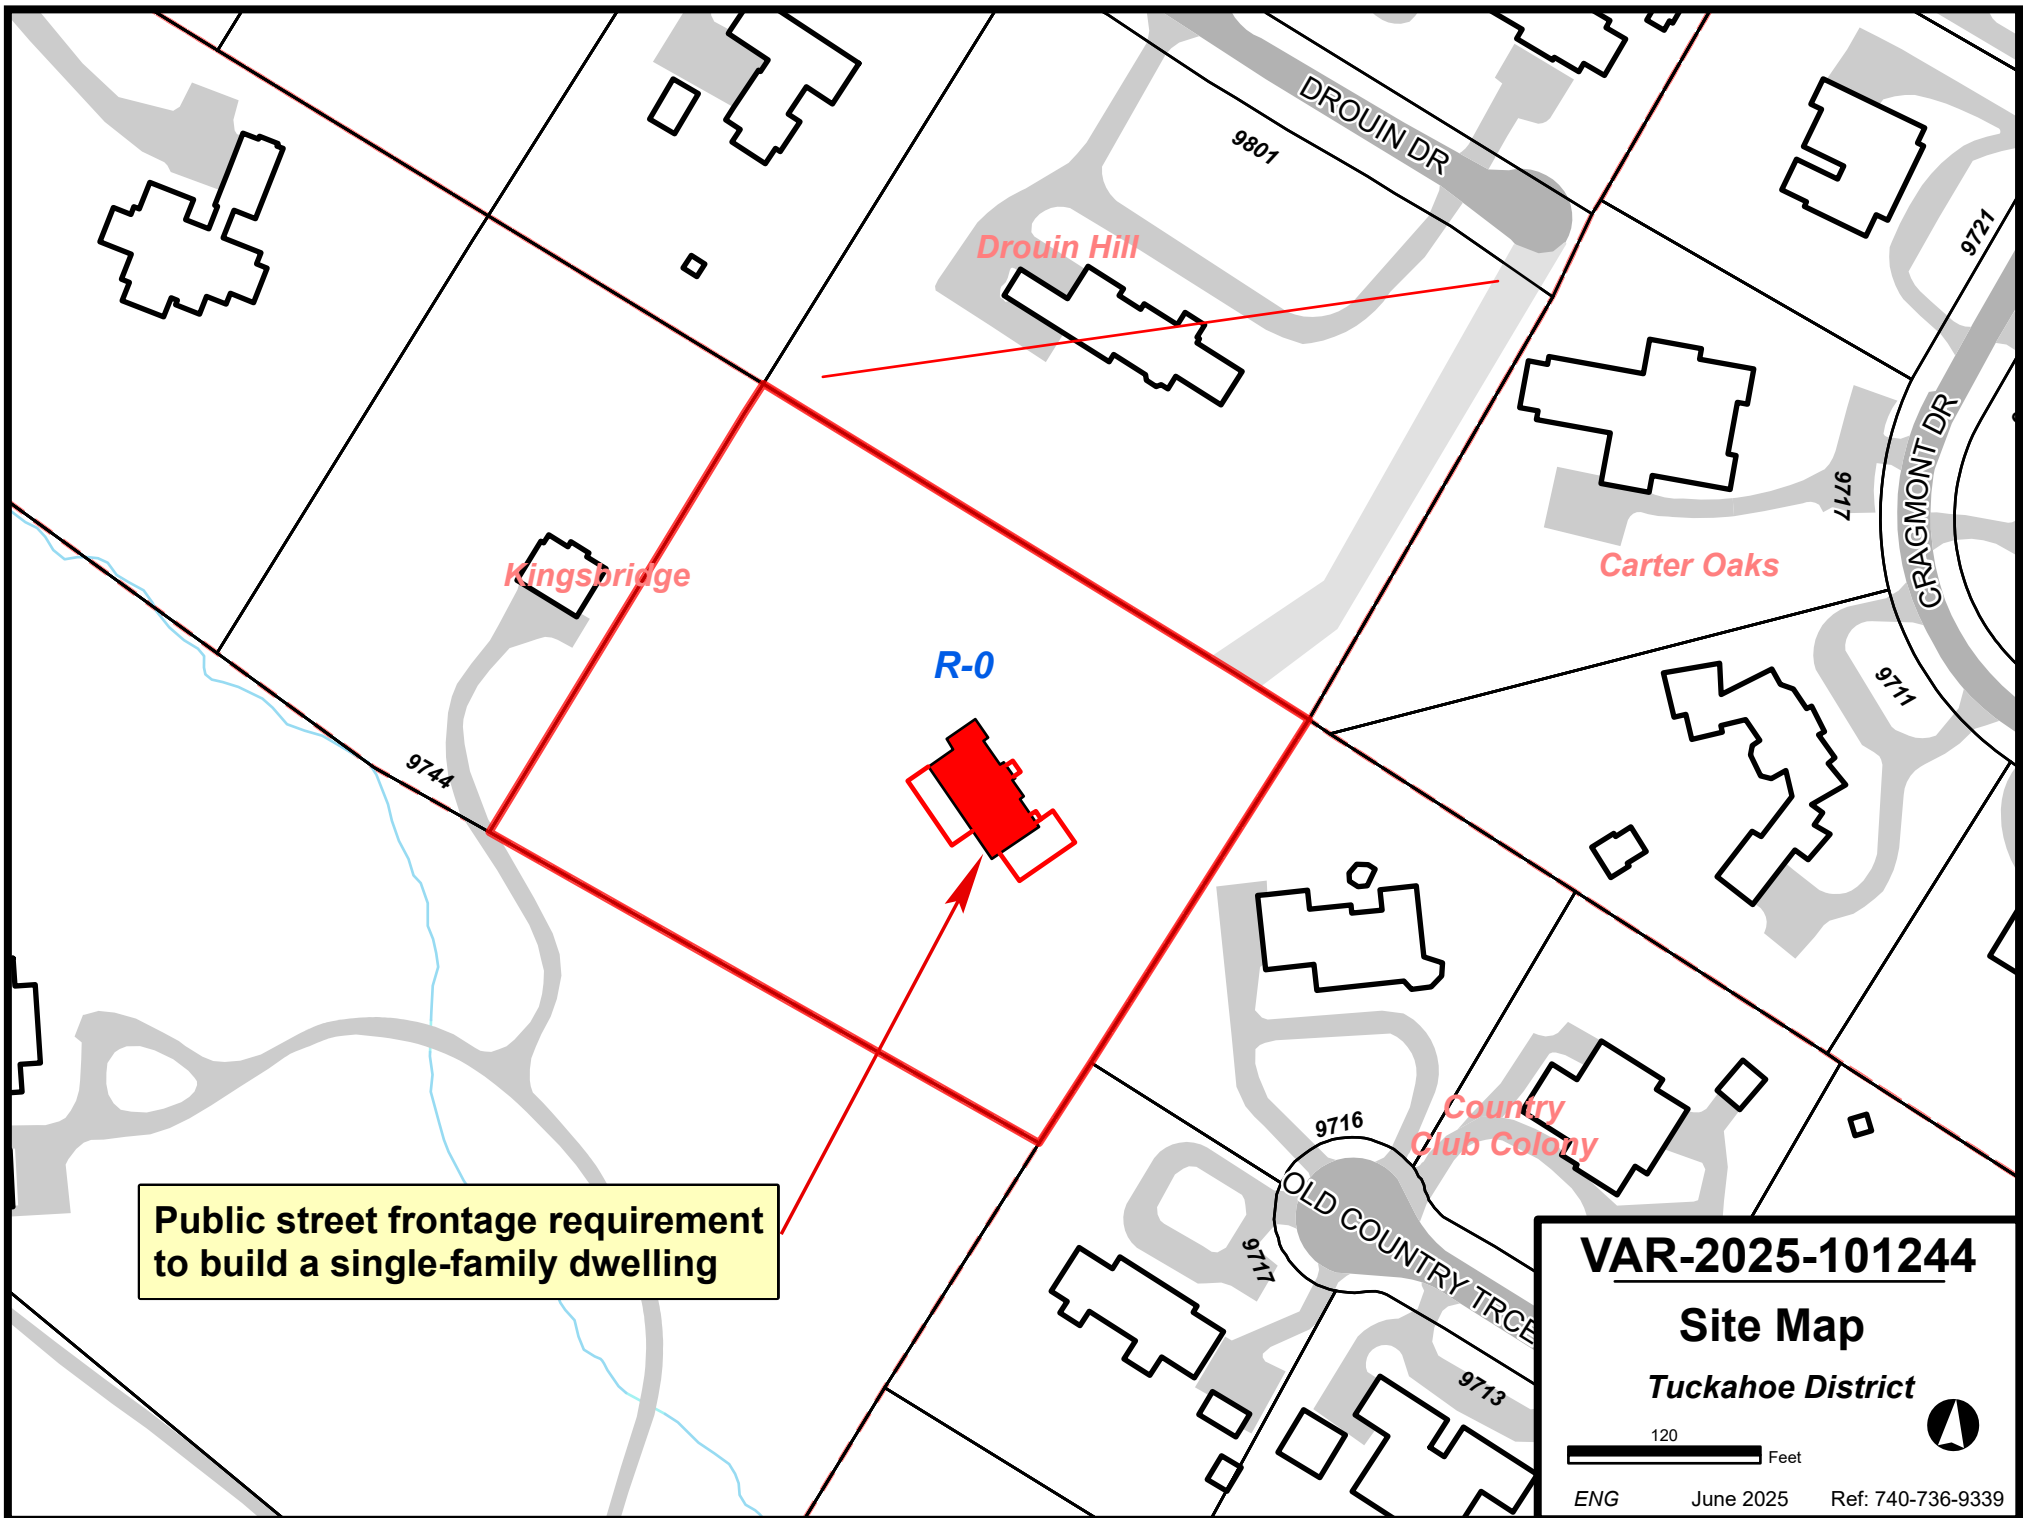 DROUIN DR
9801
9721
Drouin Hill
CRAGMONT DR
9717
Carter Oaks
Kingsbridge
R-0
9711
9744
9716
Country
Club Colony
OLD COUNTRY TRCE
9717
9713
Public street frontage requirement
to build a single-family dwelling
VAR-2025-101244
Site Map
Tuckahoe District
120
Feet
ENG June 2025 Ref: 740-736-9339